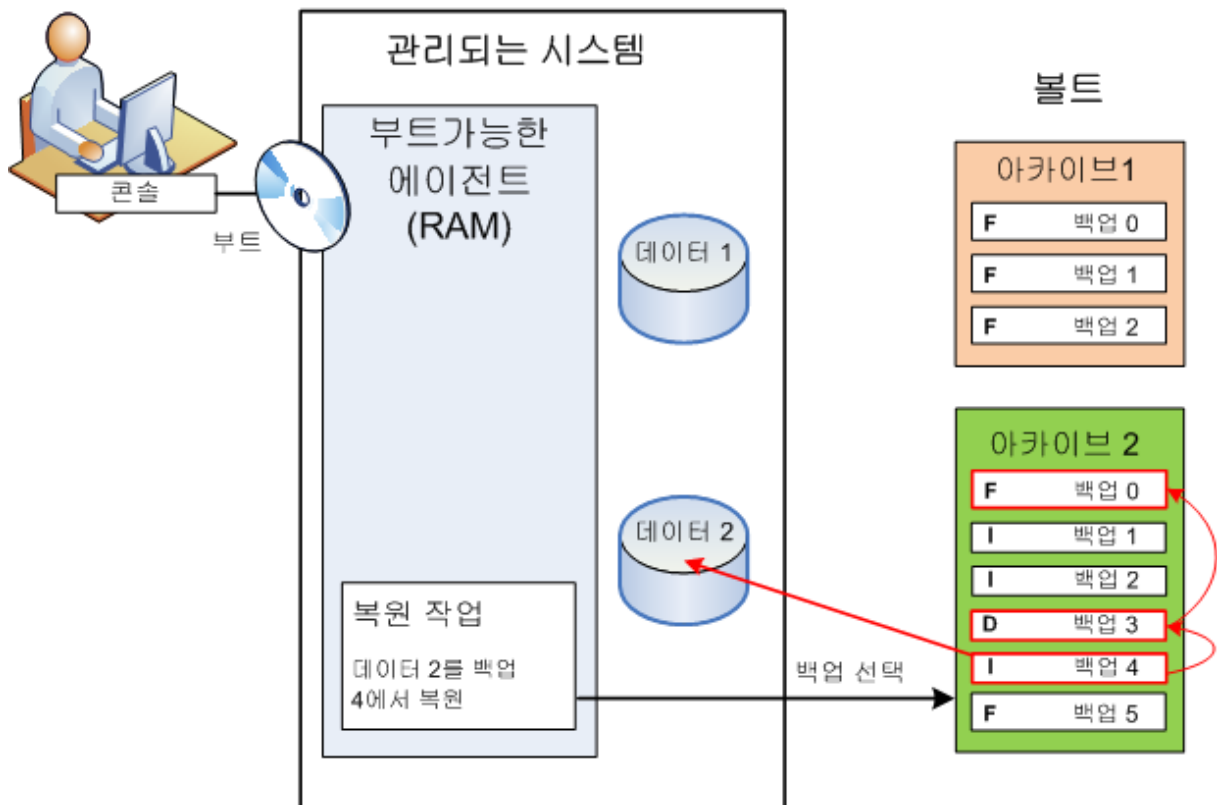 관리되는 시스템
볼트
콘솔
부트
부트가능한
에이전트
(RAM)
데이터 1
데이터 2
복원 작업
데이터 2를 백업
4에서 복원
백업 선택
아카이브1
F 백업 0
F 백업 1
F 백업 2
아카이브 2
F 백업 0
I 백업 1
I 백업 2
D 백업 3
I 백업 4
F 백업 5